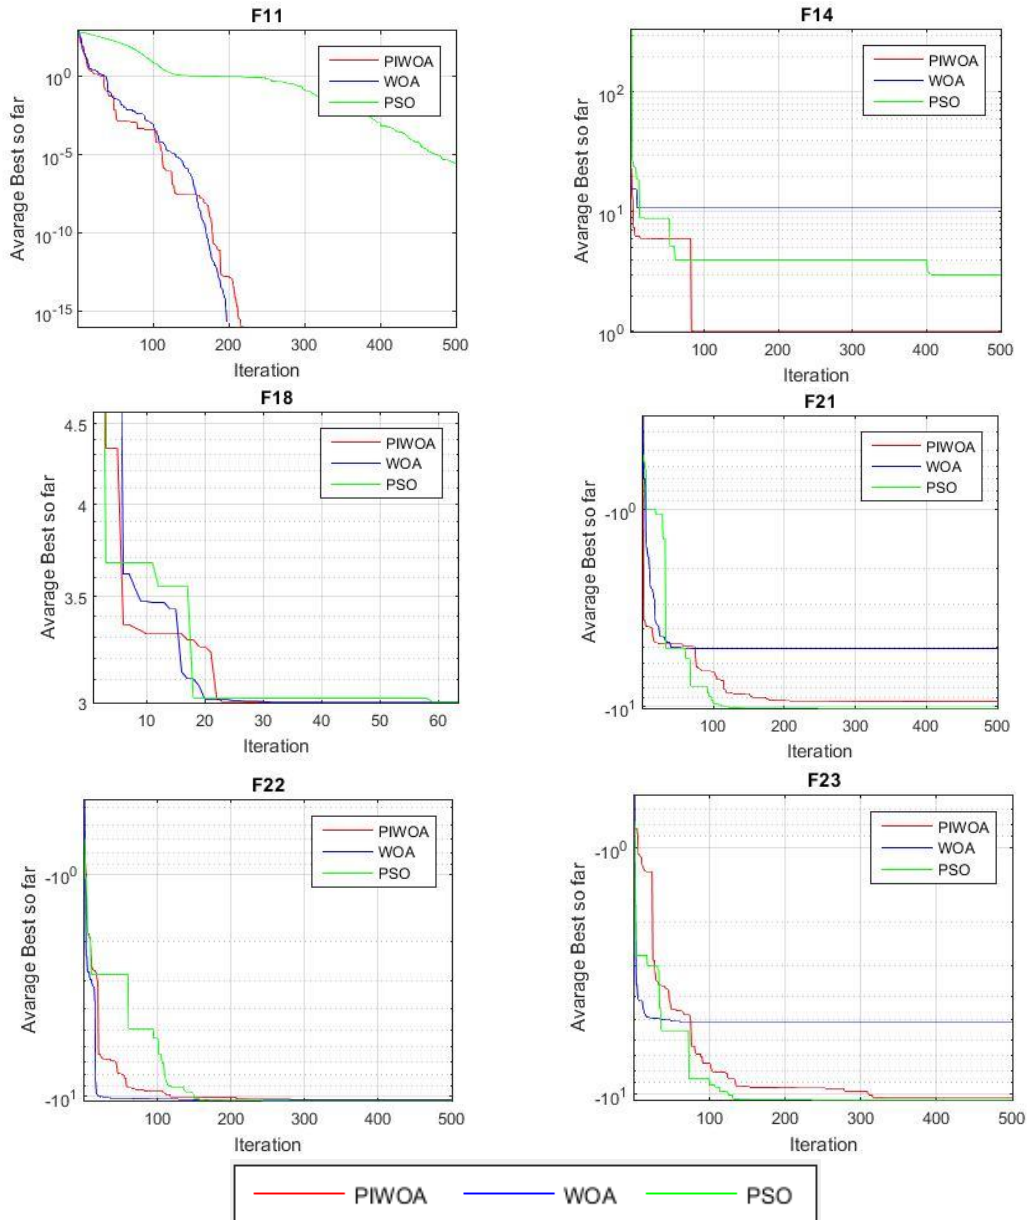 F11
Avarage Best so far
10^0
10^-5
10^-10
10^-15
PIWOA
WOA
PSO
100 200 300 400 500
Iteration
F14
Avarage Best so far
10^2
10^1
10^0
PIWOA
WOA
PSO
100 200 300 400 500
Iteration
F18
Avarage Best so far
4.5
4
3.5
3
PIWOA
WOA
PSO
10 20 30 40 50 60
Iteration
F21
Avarage Best so far
-10^0
-10^1
PIWOA
WOA
PSO
100 200 300 400 500
Iteration
F22
Avarage Best so far
-10^0
-10^1
PIWOA
WOA
PSO
100 200 300 400 500
Iteration
F23
Avarage Best so far
-10^0
-10^1
PIWOA
WOA
PSO
100 200 300 400 500
Iteration
PIWOA WOA PSO